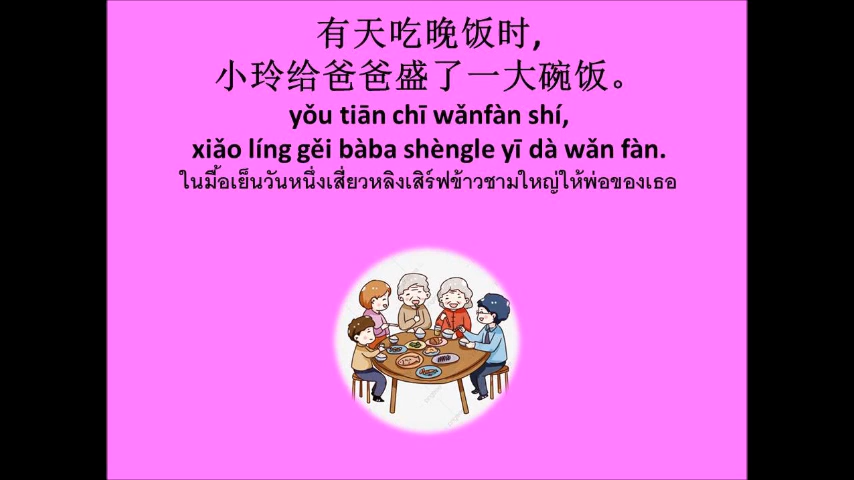 有天吃晚饭时,
小玲给爸爸盛了一大碗饭。
yǒu tiān chī wǎnfàn shí,
xiǎo líng gěi bàba shèngle yī dà wǎn fàn.
ในมื้อเย็นวันหนึ่งเสี่ยวหลิงเสิร์ฟข้าวชามใหญ่ให้พ่อของเธอ